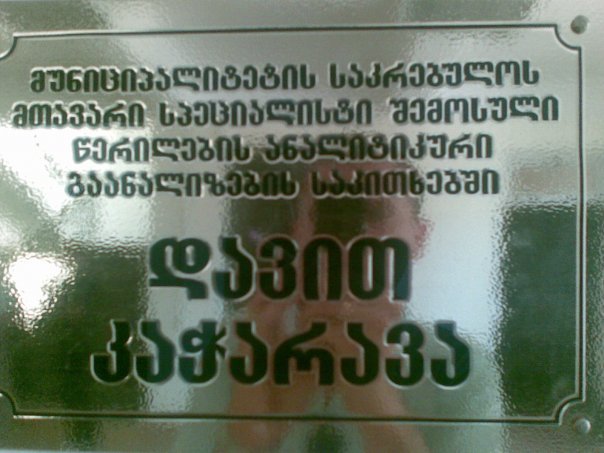 მუნიციპალიტეტის საკრებულოს
მთავარი სპეციალისტი შემოსული
წერილების ანალიტიკური
გაანალიზების საკითხებში
დავით
კაჭარავა